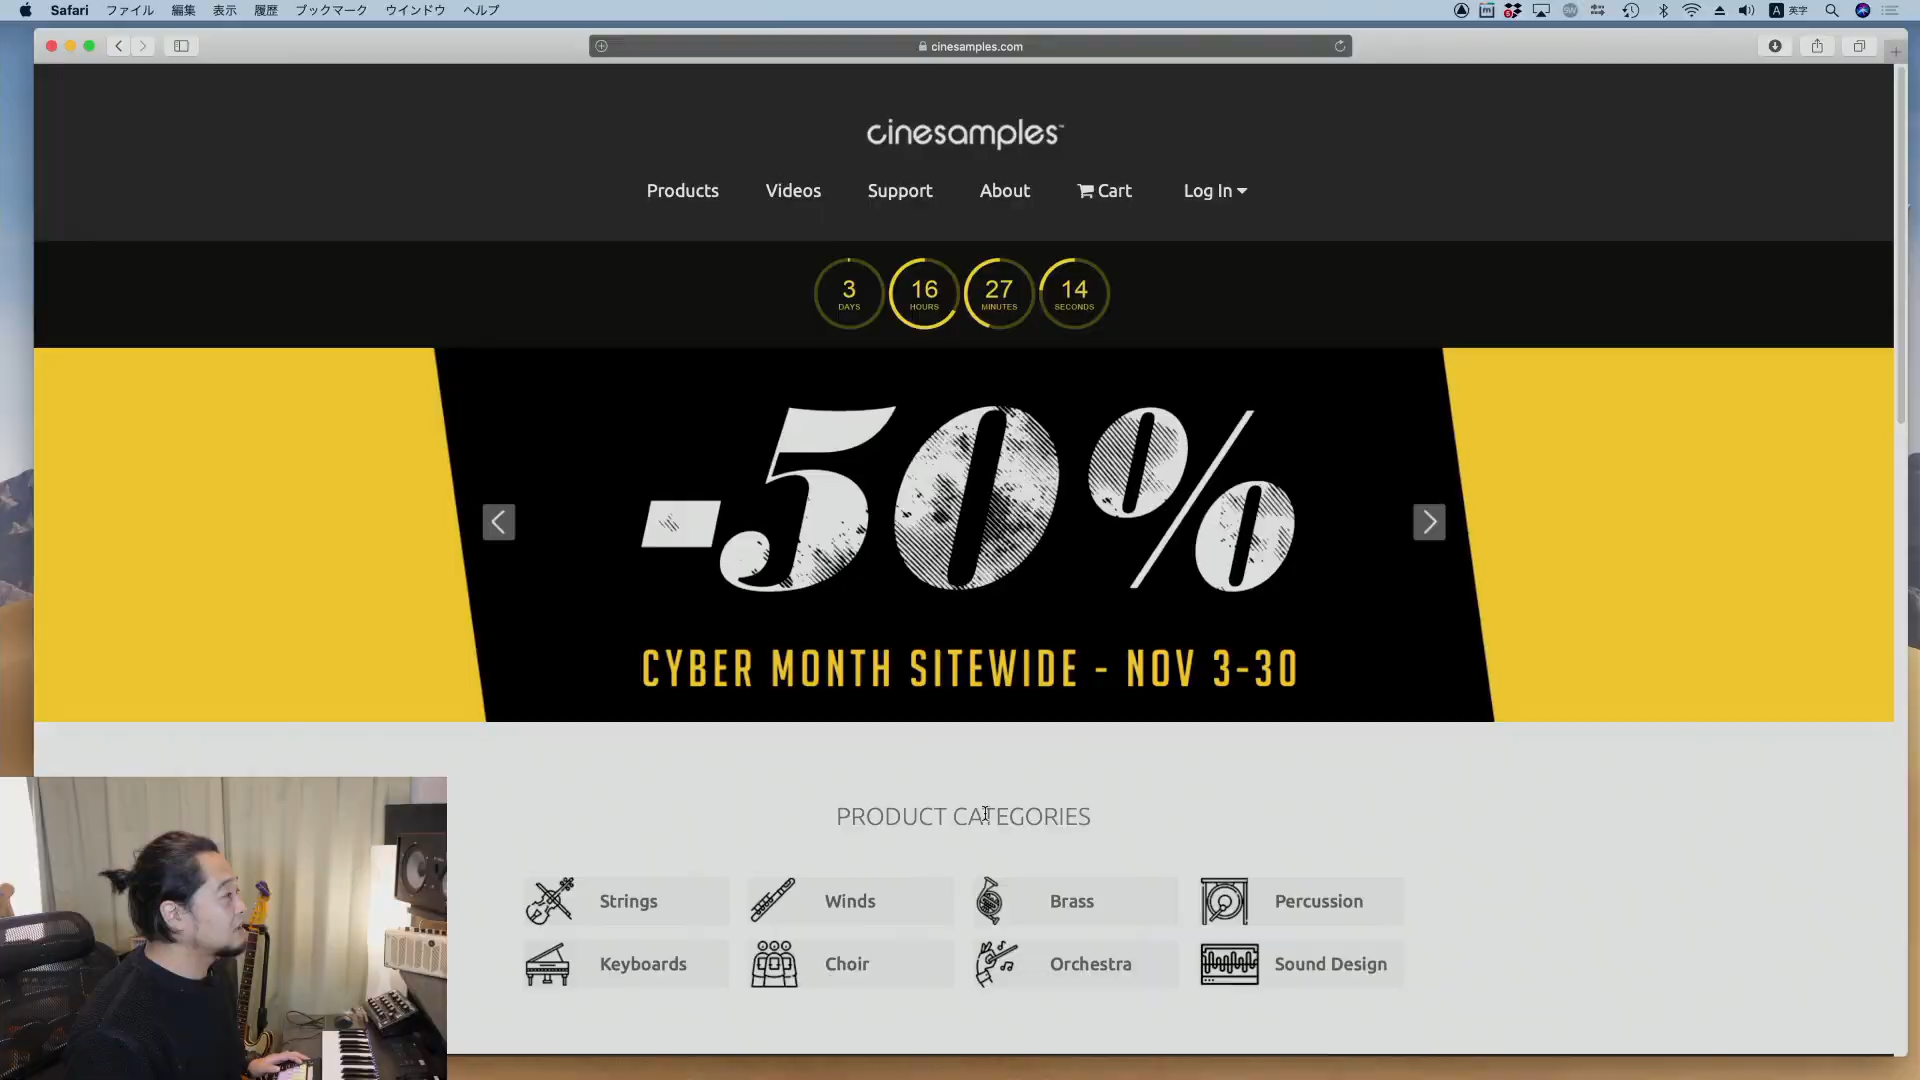 Safari ファイル 編集 表示 履歴 ブックマーク ウインドウ ヘルプ
A 英字
cinesamples.com
cinesamples™
Products Videos Support About Cart Log In
3 DAYS
16 HOURS
27 MINUTES
14 SECONDS
-50%
CYBER MONTH SITEWIDE - NOV 3-30
PRODUCT CATEGORIES
Strings Winds Brass Percussion
Keyboards Choir Orchestra Sound Design